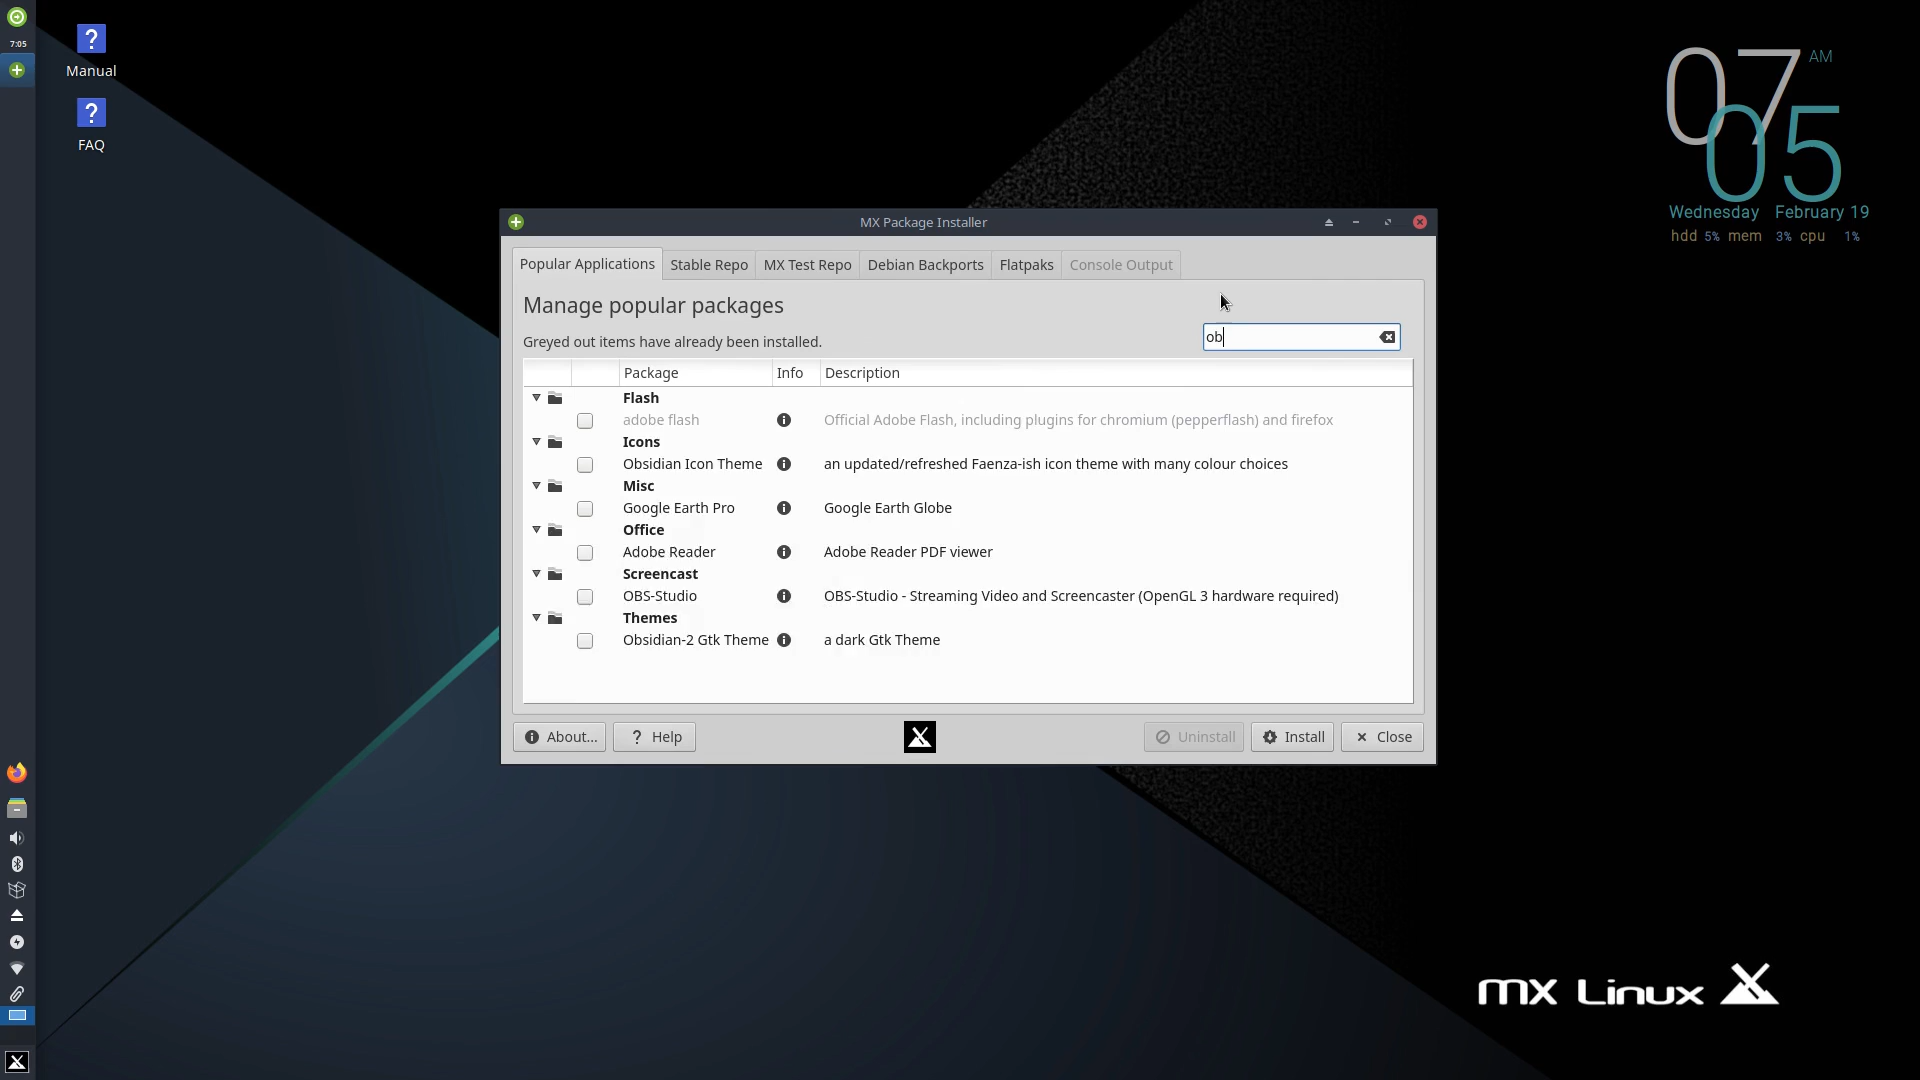 7:05
Manual
FAQ
07 AM
05
Wednesday February 19
hdd 5% mem 3% cpu 1%
MX Package Installer
Popular Applications Stable Repo MX Test Repo Debian Backports Flatpaks Console Output
Manage popular packages
Greyed out items have already been installed.
ob
Package Info Description
Flash
adobe flash Official Adobe Flash, including plugins for chromium (pepperflash) and firefox
Icons
Obsidian Icon Theme an updated/refreshed Faenza-ish icon theme with many colour choices
Misc
Google Earth Pro Google Earth Globe
Office
Adobe Reader Adobe Reader PDF viewer
Screencast
OBS-Studio OBS-Studio - Streaming Video and Screencaster (OpenGL 3 hardware required)
Themes
Obsidian-2 Gtk Theme a dark Gtk Theme
About... ? Help Uninstall Install Close
mx Linux